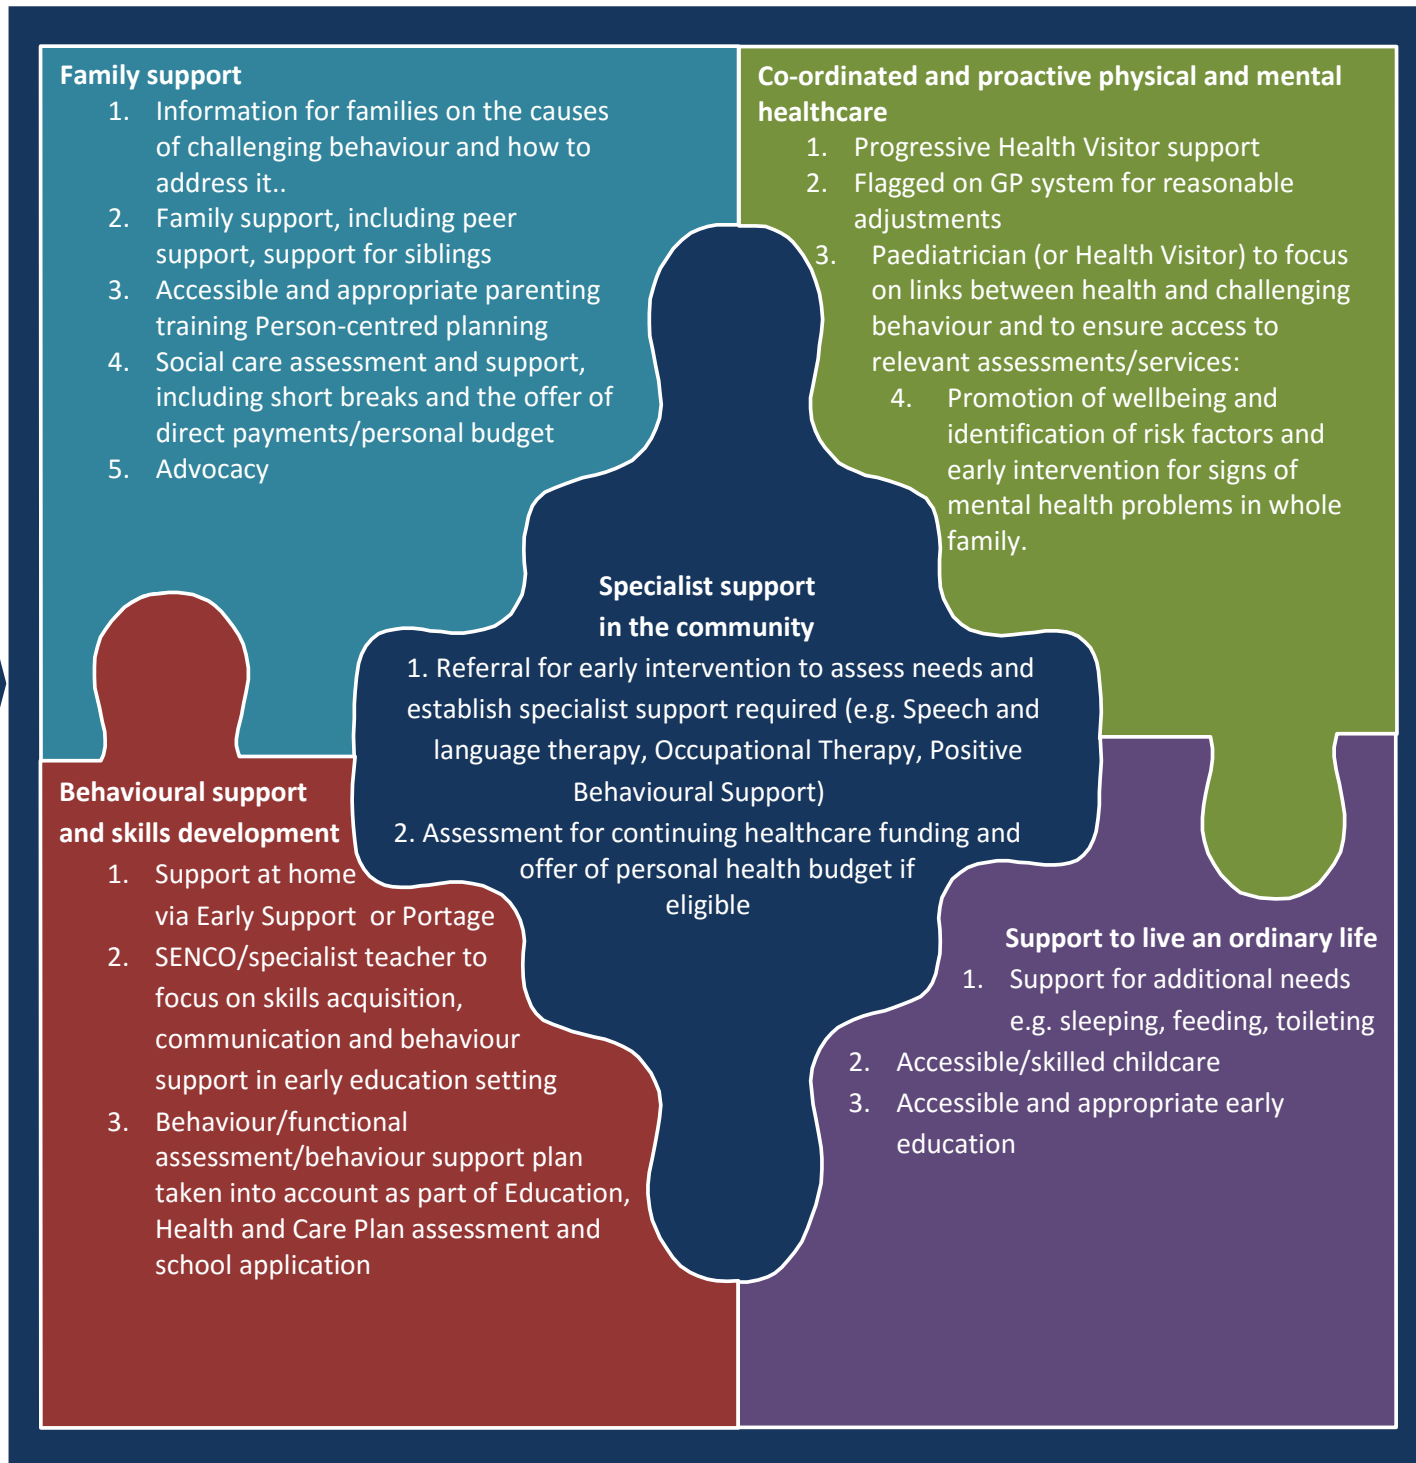 Family support
1. Information for families on the causes
of challenging behaviour and how to
address it..
2. Family support, including peer
support, support for siblings
3. Accessible and appropriate parenting
training Person-centred planning
4. Social care assessment and support,
including short breaks and the offer of
direct payments/personal budget
5. Advocacy
Co-ordinated and proactive physical and mental
healthcare
1. Progressive Health Visitor support
2. Flagged on GP system for reasonable
adjustments
3. Paediatrician (or Health Visitor) to focus
on links between health and challenging
behaviour and to ensure access to
relevant assessments/services:
4. Promotion of wellbeing and
identification of risk factors and
early intervention for signs of
mental health problems in whole
family.
Specialist support
in the community
1. Referral for early intervention to assess needs and
establish specialist support required (e.g. Speech and
language therapy, Occupational Therapy, Positive
Behavioural Support)
2. Assessment for continuing healthcare funding and
offer of personal health budget if
eligible
Behavioural support
and skills development
1. Support at home
via Early Support or Portage
2. SENCO/specialist teacher to
focus on skills acquisition,
communication and behaviour
support in early education setting
3. Behaviour/functional
assessment/behaviour support plan
taken into account as part of Education,
Health and Care Plan assessment and
school application
Support to live an ordinary life
1. Support for additional needs
e.g. sleeping, feeding, toileting
2. Accessible/skilled childcare
3. Accessible and appropriate early
education